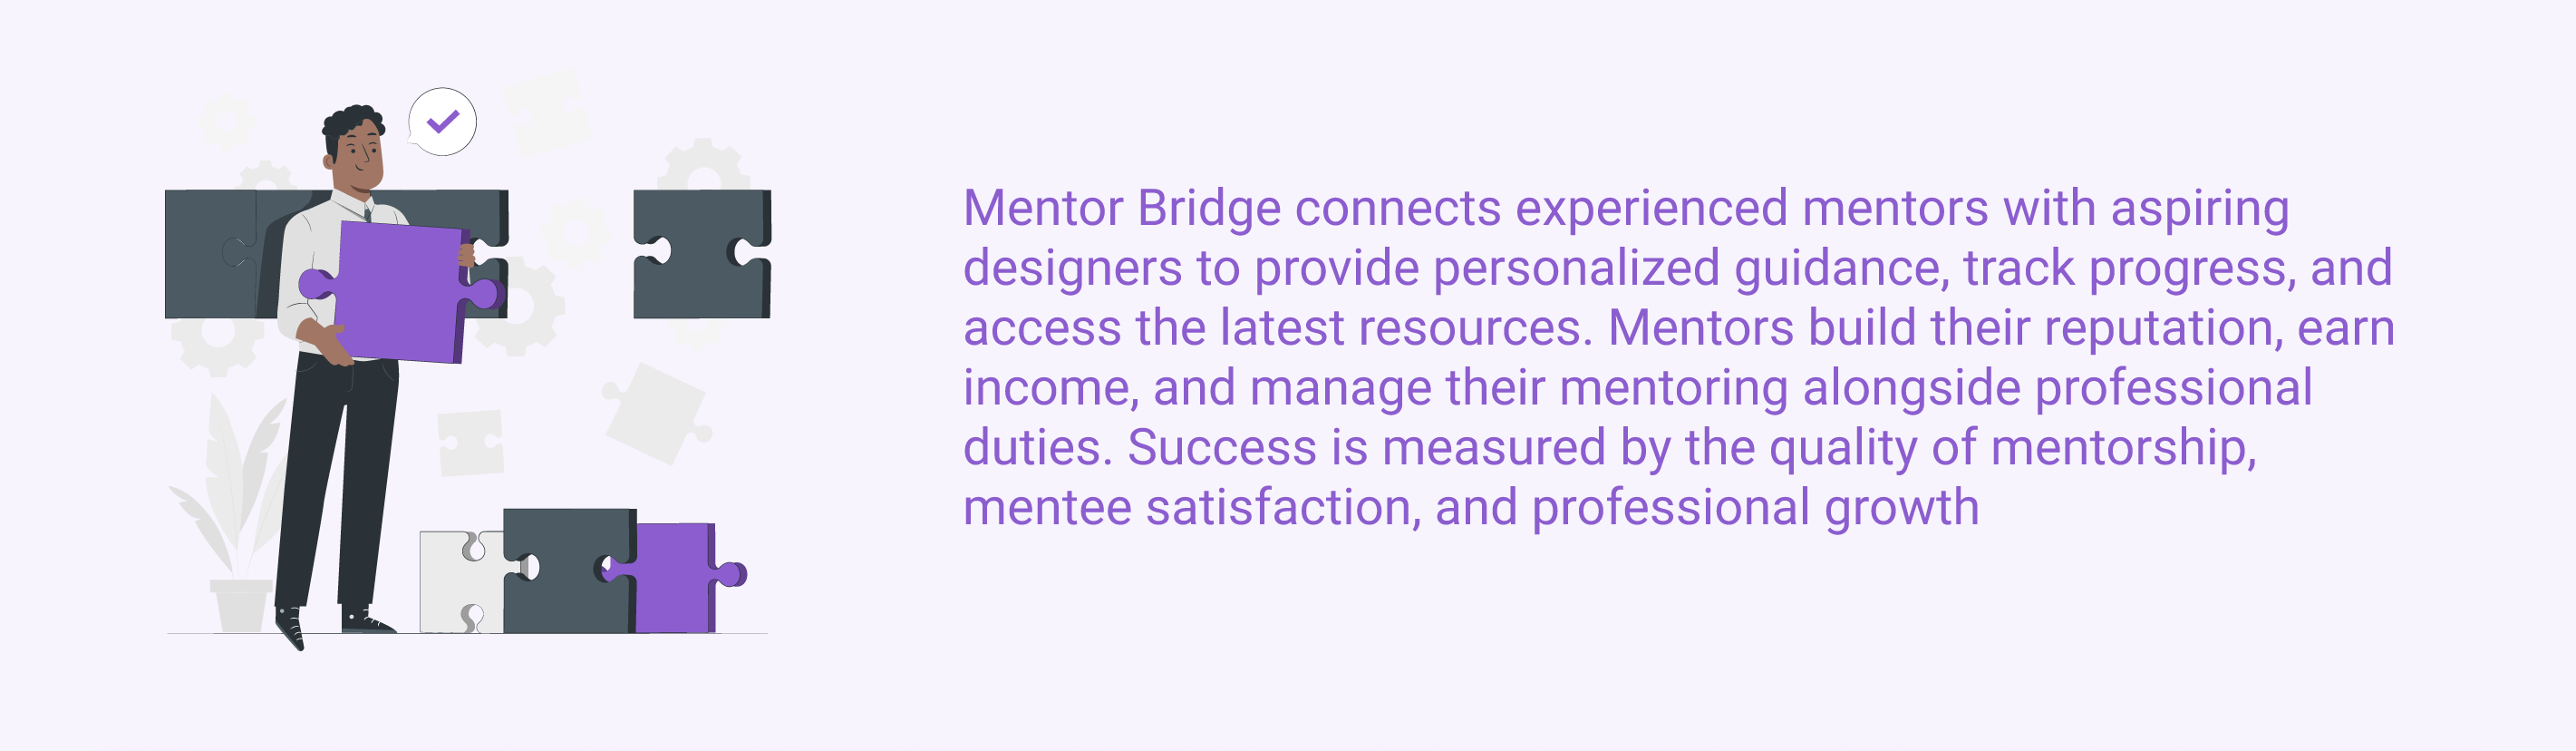 Mentor Bridge connects experienced mentors with aspiring
designers to provide personalized guidance, track progress, and
access the latest resources. Mentors build their reputation, earn
income, and manage their mentoring alongside professional
duties. Success is measured by the quality of mentorship,
mentee satisfaction, and professional growth